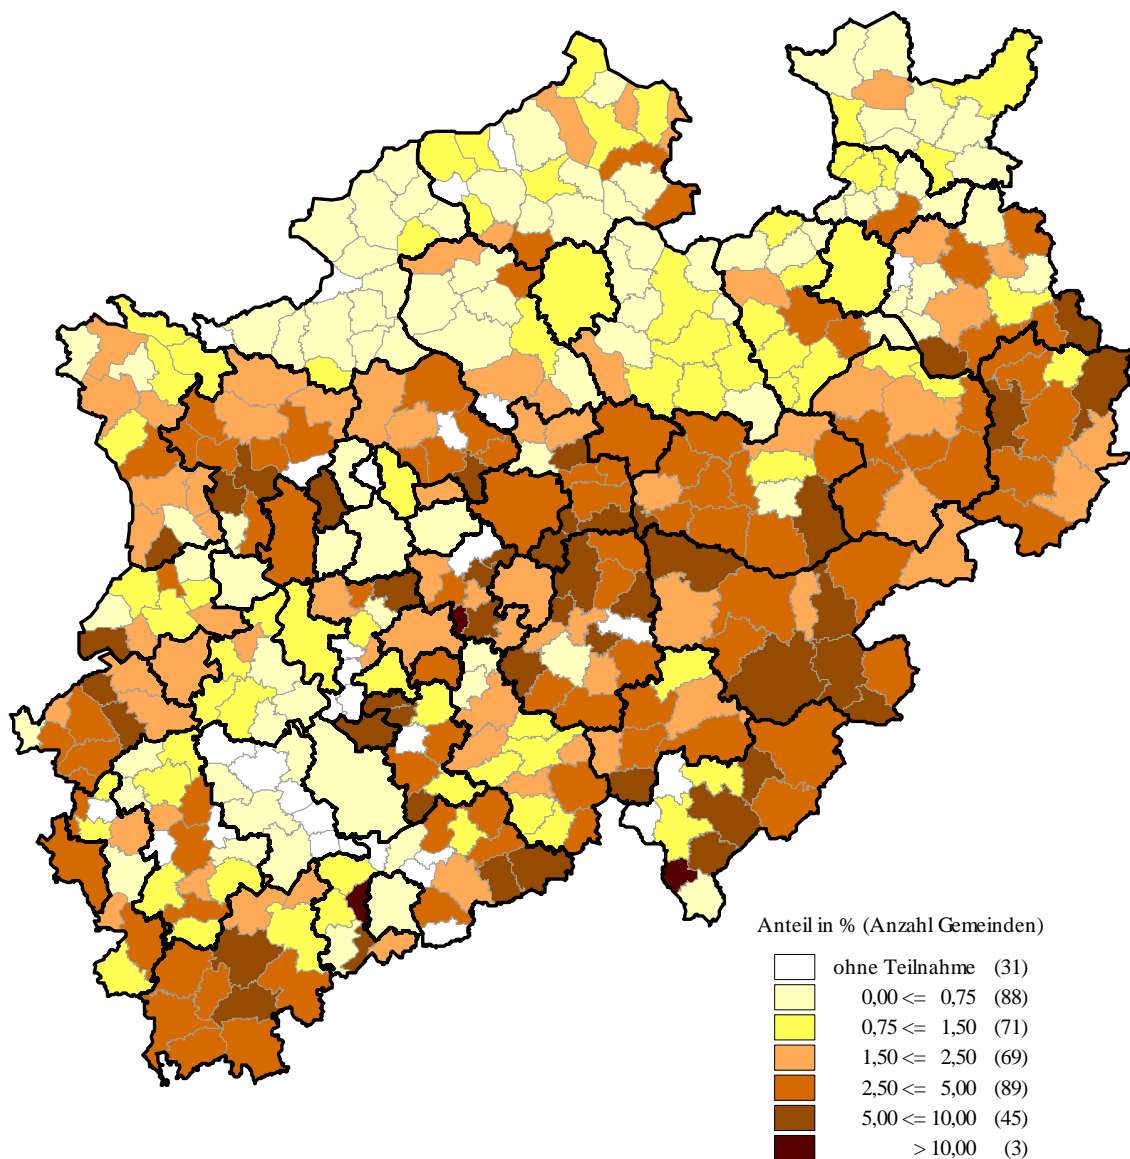 Anteil in % (Anzahl Gemeinden)
ohne Teilnahme (31)
0,00 <= 0,75 (88)
0,75 <= 1,50 (71)
1,50 <= 2,50 (69)
2,50 <= 5,00 (89)
5,00 <= 10,00 (45)
> 10,00 (3)